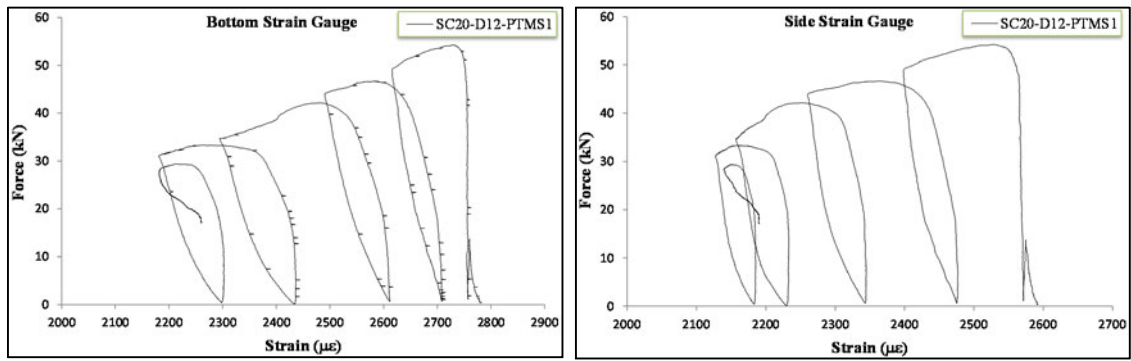 Bottom Strain Gauge
SC20-D12-PTMS1
Force (kN)
60
50
40
30
20
10
0
2000 2100 2200 2300 2400 2500 2600 2700 2800 2900
Strain (με)
Side Strain Gauge
SC20-D12-PTMS1
Force (kN)
60
50
40
30
20
10
0
2000 2100 2200 2300 2400 2500 2600 2700
Strain (με)